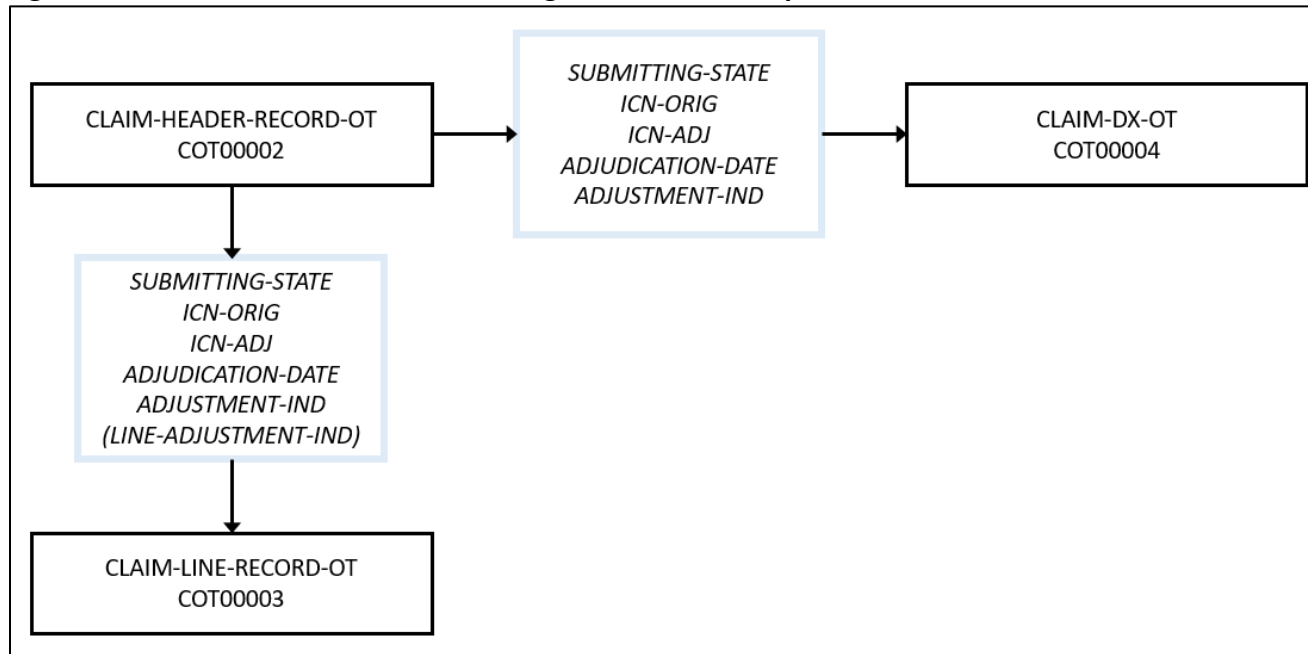 CLAIM-HEADER-RECORD-OT
COT00002
SUBMITTING-STATE
ICN-ORIG
ICN-ADJ
ADJUDICATION-DATE
ADJUSTMENT-IND
CLAIM-DX-OT
COT00004
SUBMITTING-STATE
ICN-ORIG
ICN-ADJ
ADJUDICATION-DATE
ADJUSTMENT-IND
(LINE-ADJUSTMENT-IND)
CLAIM-LINE-RECORD-OT
COT00003